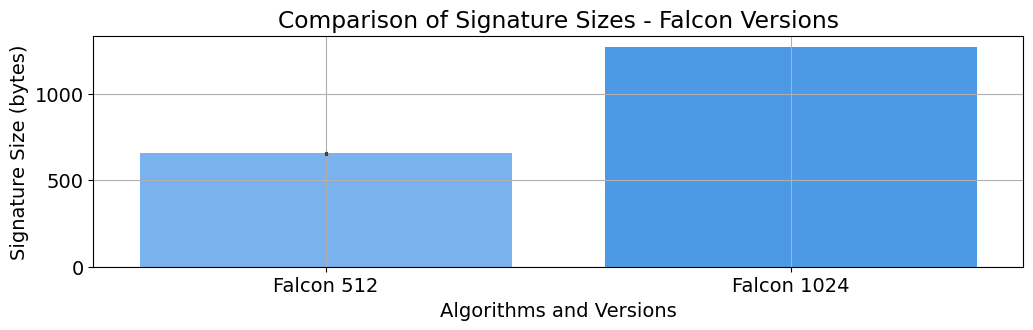 Comparison of Signature Sizes - Falcon Versions
Signature Size (bytes)
1000
500
0
Falcon 512
Falcon 1024
Algorithms and Versions